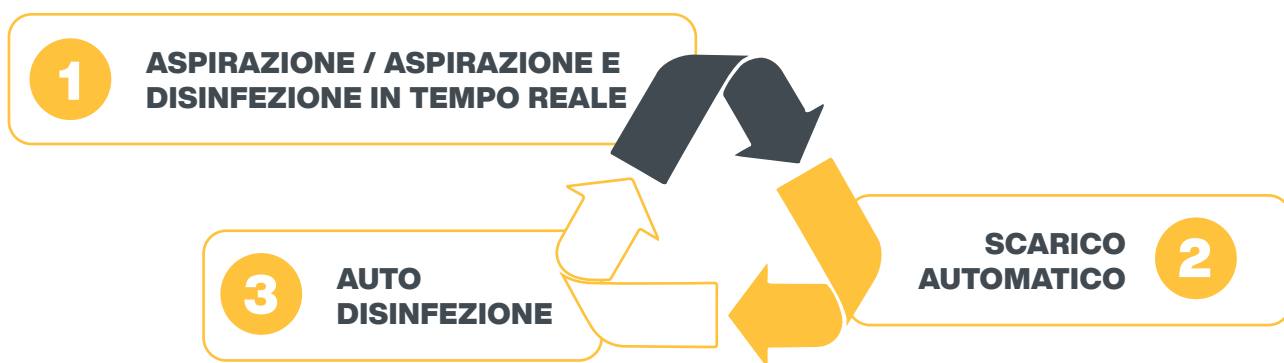 1
ASPIRAZIONE / ASPIRAZIONE E
DISINFEZIONE IN TEMPO REALE
SCARICO
AUTOMATICO
2
3
AUTO
DISINFEZIONE